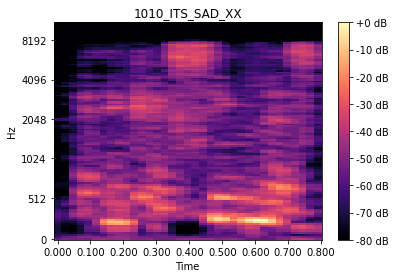 1010_ITS_SAD_XX
Hz
8192
4096
2048
1024
512
0
0.000 0.100 0.200 0.300 0.400 0.500 0.600 0.700 0.800
Time
+0 dB
-10 dB
-20 dB
-30 dB
-40 dB
-50 dB
-60 dB
-70 dB
-80 dB